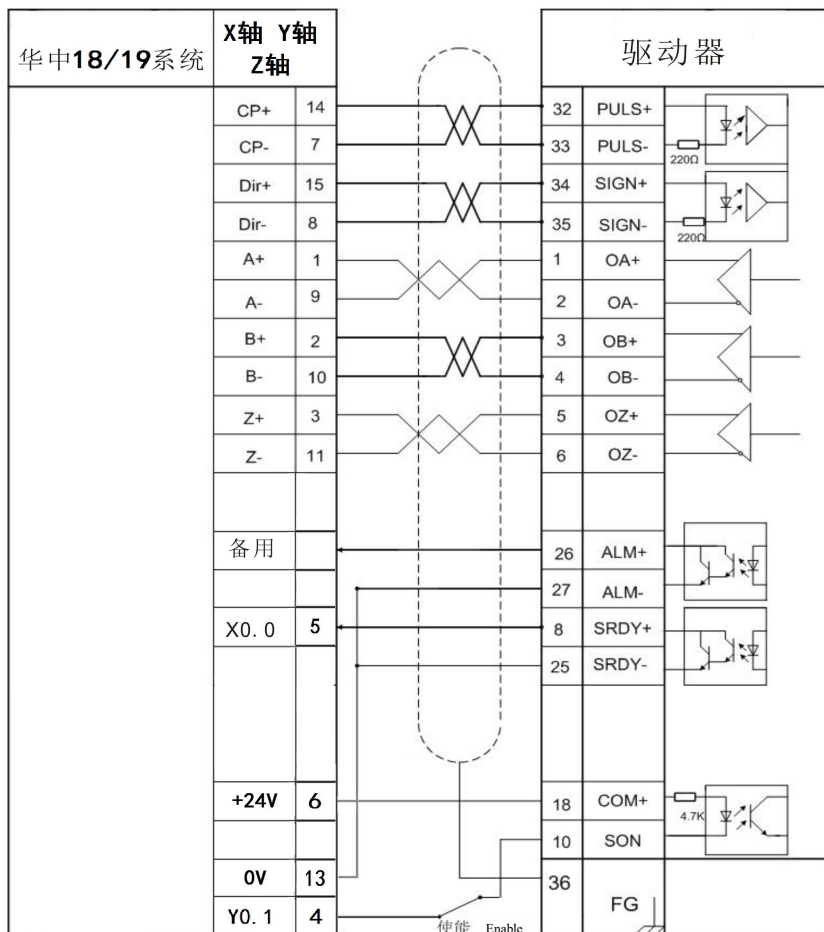 华中18/19系统 X轴 Y轴 Z轴 驱动器
CP+ 14 32 PULS+
CP- 7 33 PULS-
220Ω
Dir+ 15 34 SIGN+
Dir- 8 35 SIGN-
220Ω
A+ 1 1 OA+
A- 9 2 OA-
B+ 2 3 OB+
B- 10 4 OB-
Z+ 3 5 OZ+
Z- 11 6 OZ-
备用 26 ALM+
27 ALM-
X0.0 5 8 SRDY+
25 SRDY-
+24V 6 18 COM+
4.7K
10 SON
0V 13 36
FG
Y0.1 4
使能 Enable